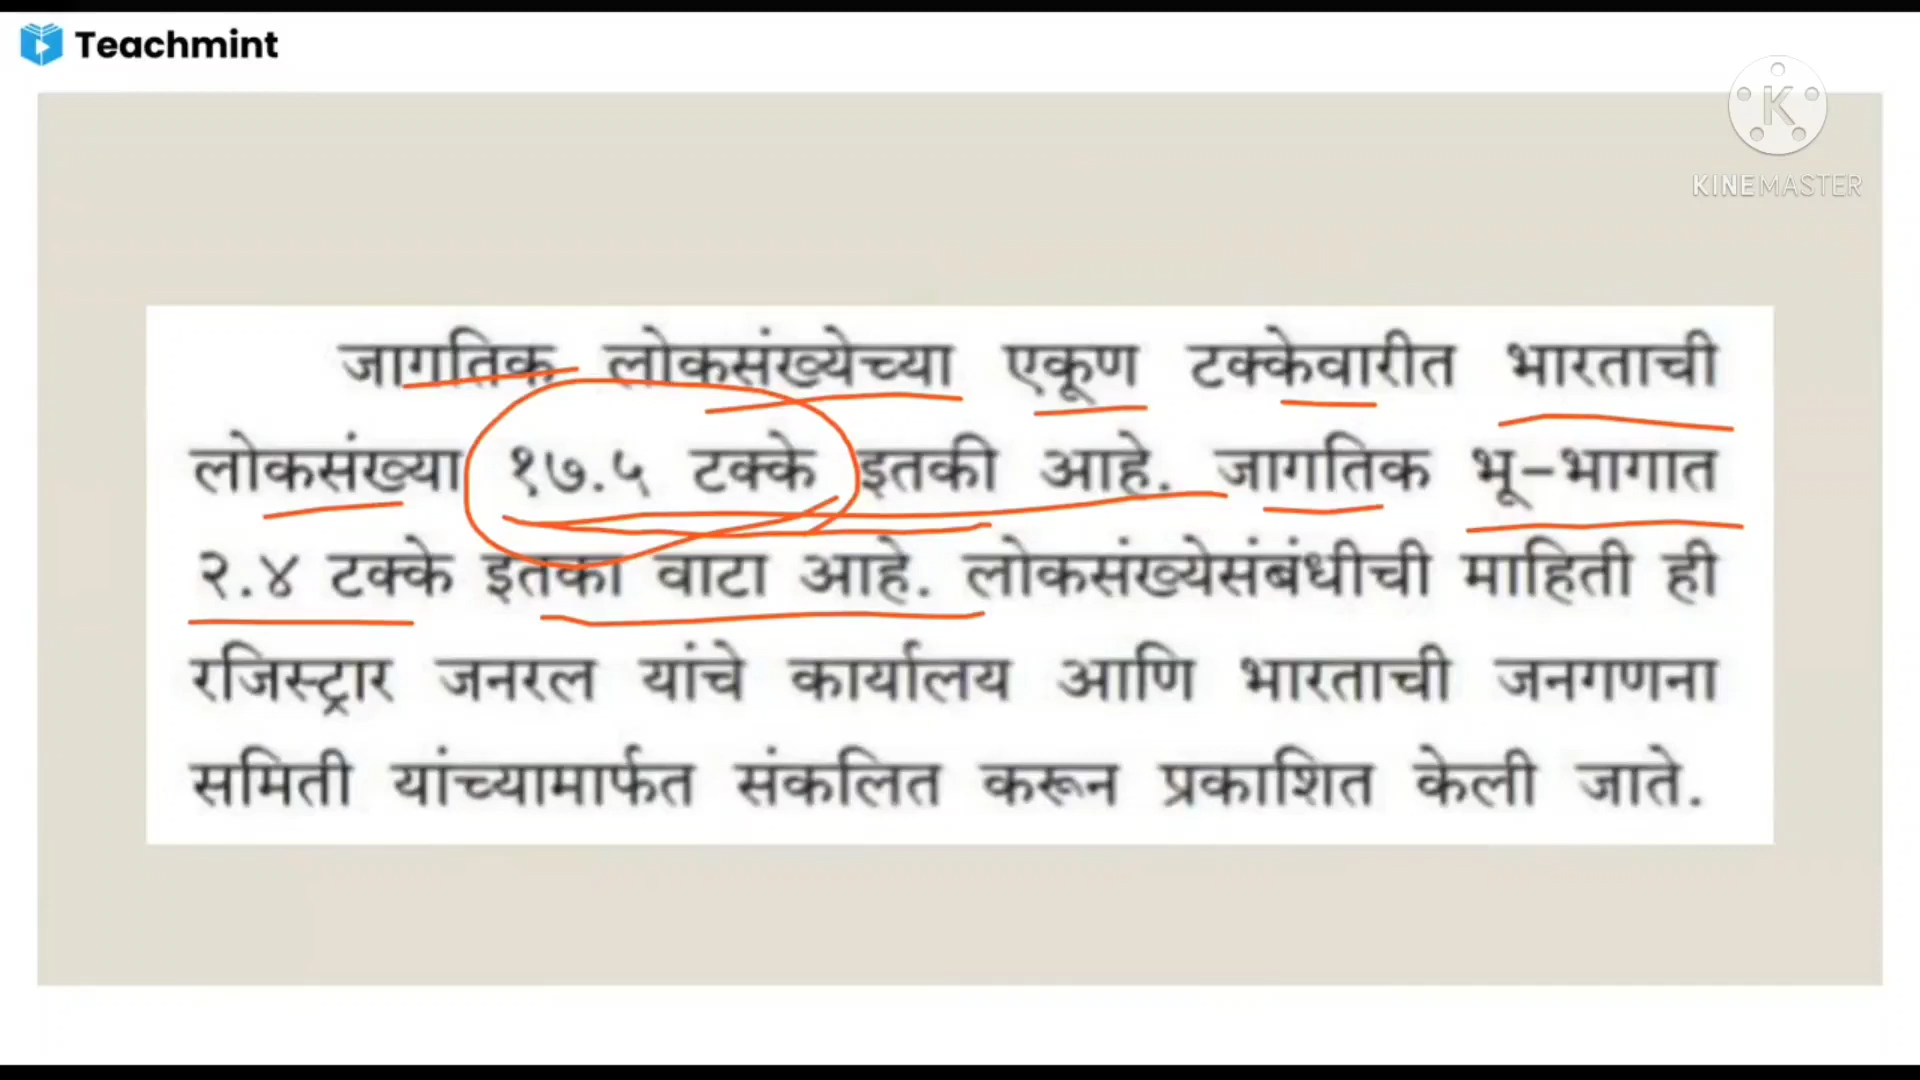 Teachmint
KINEMASTER
जागतिक लोकसंख्येच्या एकूण टक्केवारीत भारताची
लोकसंख्या १७.५ टक्के इतकी आहे. जागतिक भू-भागात
२.४ टक्के इतका वाटा आहे. लोकसंख्येसंबंधीची माहिती ही
रजिस्ट्रार जनरल यांचे कार्यालय आणि भारताची जनगणना
समिती यांच्यामार्फत संकलित करून प्रकाशित केली जाते.